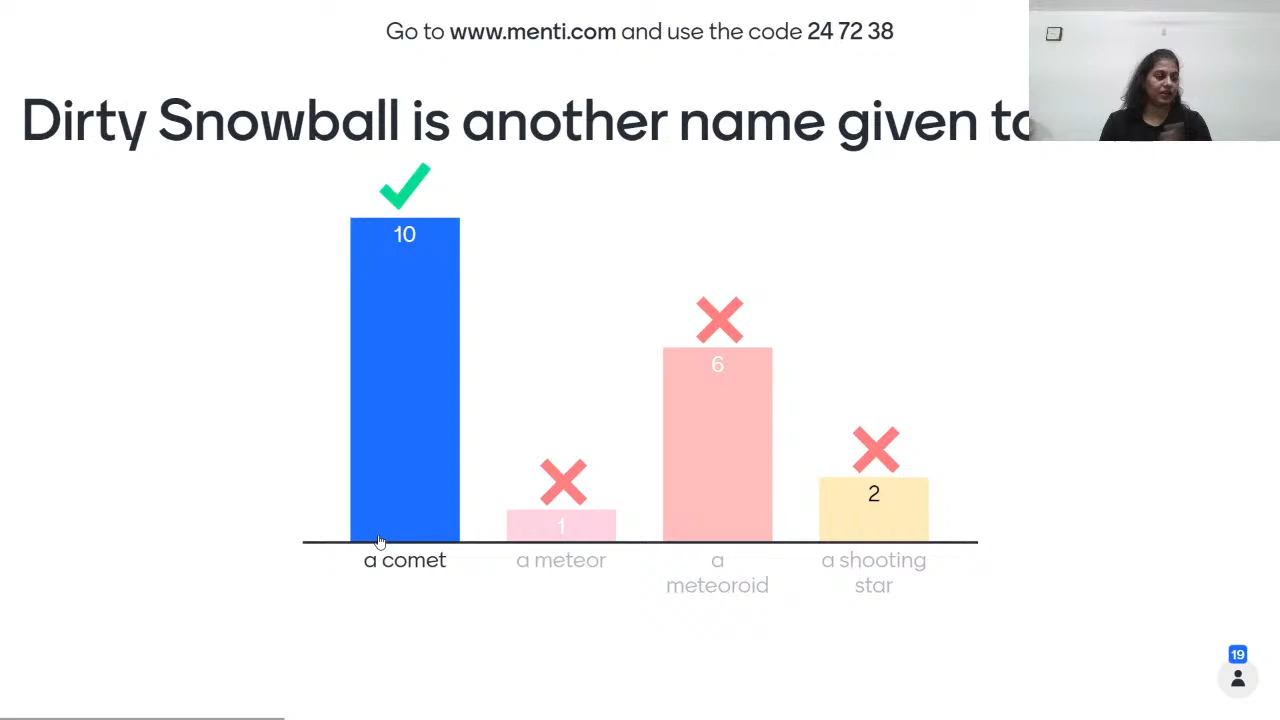 Go to www.menti.com and use the code 24 72 38
Dirty Snowball is another name given to
10
1
6
2
a comet
a meteor
a
meteoroid
a shooting
star
19